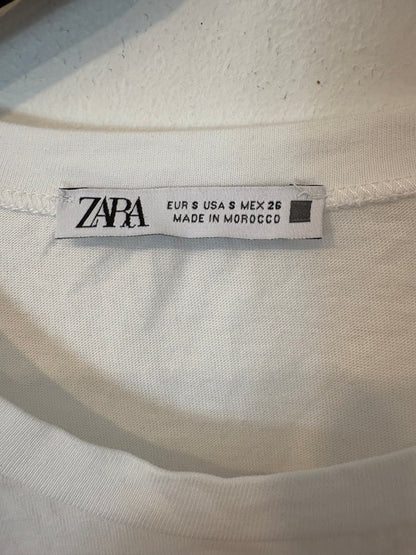 ZARA
EUR S USA S MEX 26
MADE IN MOROCCO